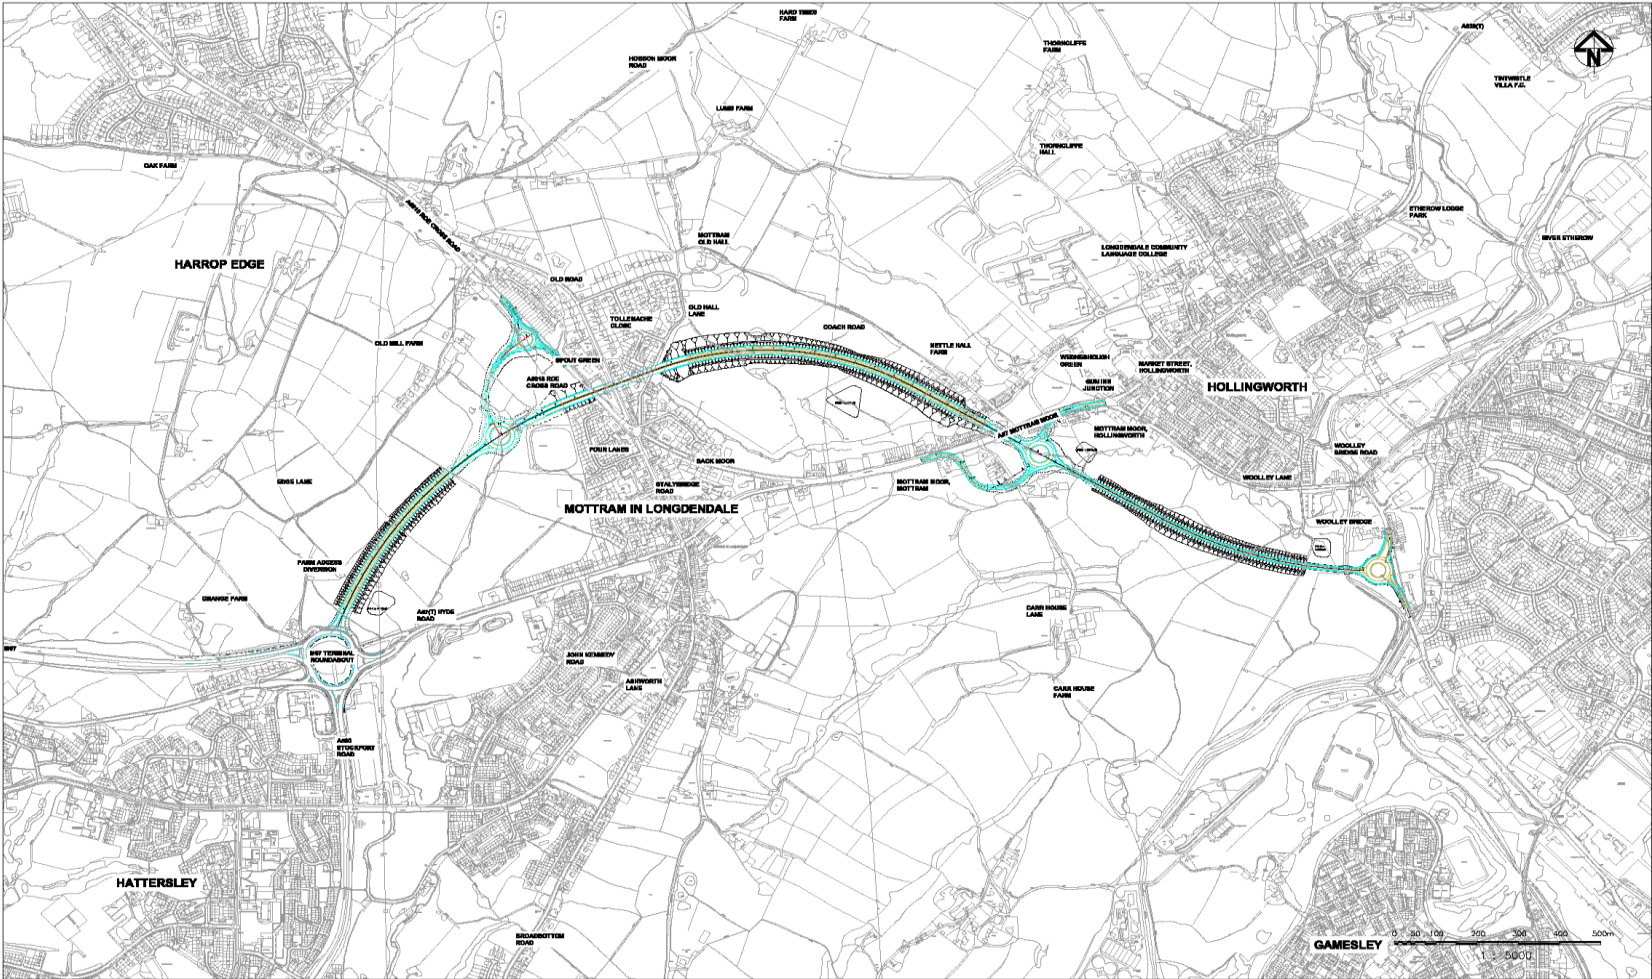 HARD TIMES
FARM
A628(T)
THORNCLIFFE
FARM
N
HOBSON MOOR
ROAD
TINTWISTLE
VILLA F.C.
LUMB FARM
THORNCLIFFE
HALL
OAK FARM
A6018 ROE CROSS ROAD
ETHEROW LODGE
PARK
MOTTRAM
OLD HALL
RIVER ETHEROW
LONGDENDALE COMMUNITY
LANGUAGE COLLEGE
HARROP EDGE
OLD ROAD
OLD HALL
LANE
TOLLEMACHE
CLOSE
COACH ROAD
OLD MILL FARM
NETTLE HALL
FARM
SPOUT GREEN
WEDNESHOUGH
GREEN
MARKET STREET,
HOLLINGWORTH
A6018 ROE
CROSS ROAD
GUN INN
JUNCTION
HOLLINGWORTH
A57 MOTTRAM MOOR
MOTTRAM MOOR,
HOLLINGWORTH
FOUR LANES
WOOLLEY
BRIDGE ROAD
BACK MOOR
EDGE LANE
STALYBRIDGE
ROAD
MOTTRAM MOOR,
MOTTRAM
WOOLLEY LANE
MOTTRAM IN LONGDENDALE
WOOLLEY BRIDGE
FARM ACCESS
DIVERSION
GRANGE FARM
A57(T) HYDE
ROAD
CARR HOUSE
LANE
M67
M67 TERMINAL
ROUNDABOUT
JOHN KENNEDY
ROAD
ASHWORTH
LANE
CARR HOUSE
FARM
A560
STOCKPORT
ROAD
HATTERSLEY
BROADBOTTOM
ROAD
GAMESLEY
0 50 100 200 300 400 500m
1 : 5000